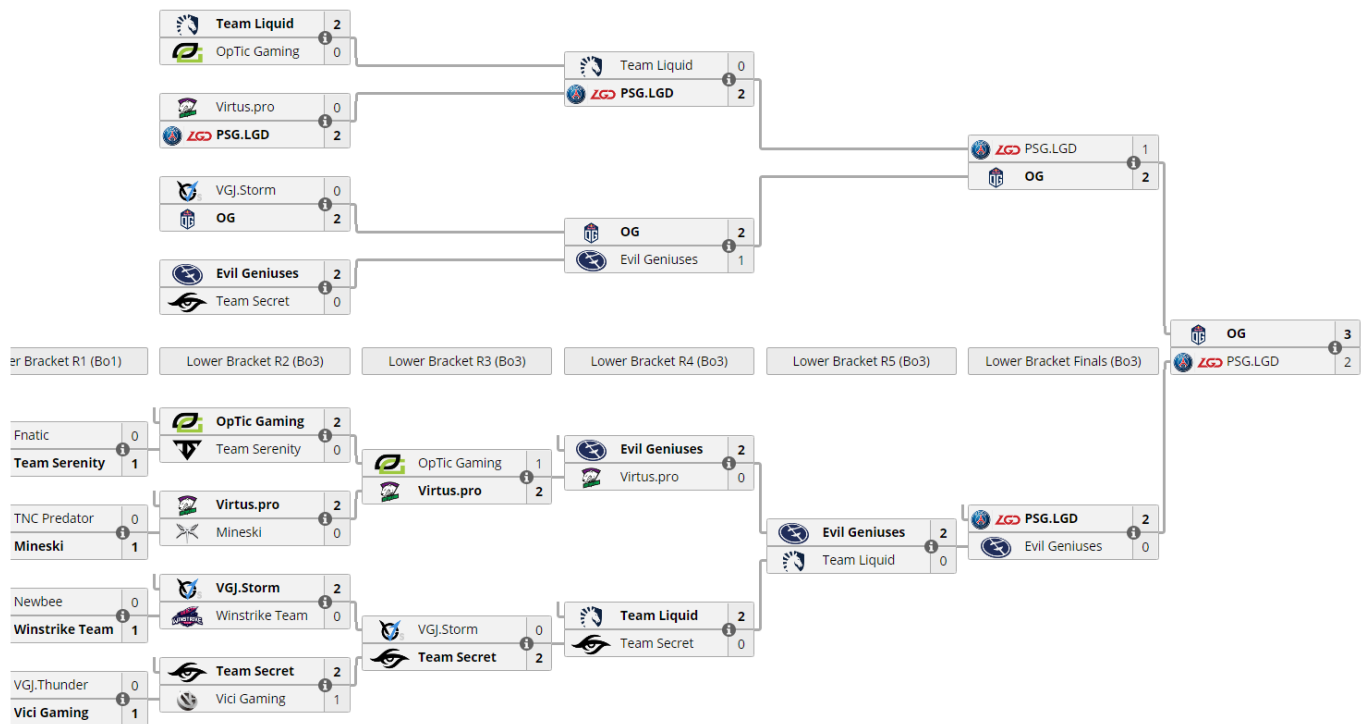 Team Liquid 2
OpTic Gaming 0
Virtus.pro 0
LGD PSG.LGD 2
VGJ.Storm 0
OG 2
Evil Geniuses 2
Team Secret 0
Team Liquid 0
LGD PSG.LGD 2
OG 2
Evil Geniuses 1
LGD PSG.LGD 1
OG 2
OG 3
LGD PSG.LGD 2
er Bracket R1 (Bo1)
Lower Bracket R2 (Bo3)
Lower Bracket R3 (Bo3)
Lower Bracket R4 (Bo3)
Lower Bracket R5 (Bo3)
Lower Bracket Finals (Bo3)
Fnatic 0
Team Serenity 1
TNC Predator 0
Mineski 1
Newbee 0
Winstrike Team 1
VGJ.Thunder 0
Vici Gaming 1
OpTic Gaming 2
Team Serenity 0
Virtus.pro 2
Mineski 0
VGJ.Storm 2
Winstrike Team 0
Team Secret 2
Vici Gaming 1
OpTic Gaming 1
Virtus.pro 2
VGJ.Storm 0
Team Secret 2
Evil Geniuses 2
Virtus.pro 0
Team Liquid 2
Team Secret 0
Evil Geniuses 2
Team Liquid 0
LGD PSG.LGD 2
Evil Geniuses 0